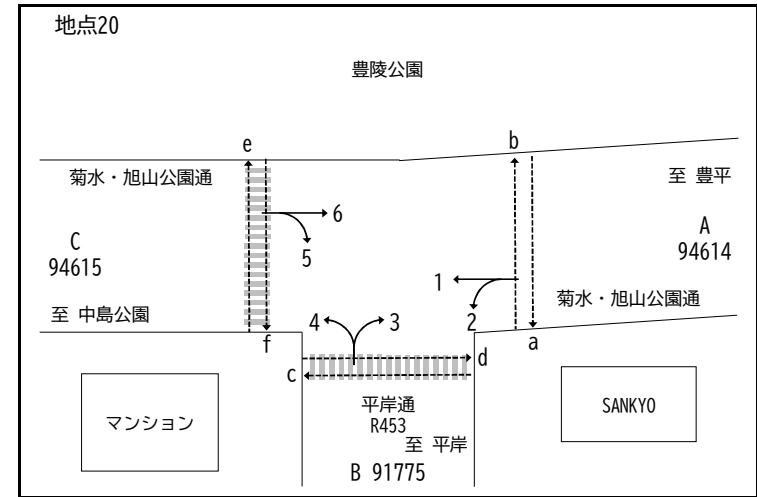 地点20
豊陵公園
e
b
菊水・旭山公園通
至 豊平
6
C
94615
A
94614
5
1
菊水・旭山公園通
至 中島公園
4
3
2
f
a
d
c
平岸通
R453
至 平岸
B 91775
マンション
SANKYO